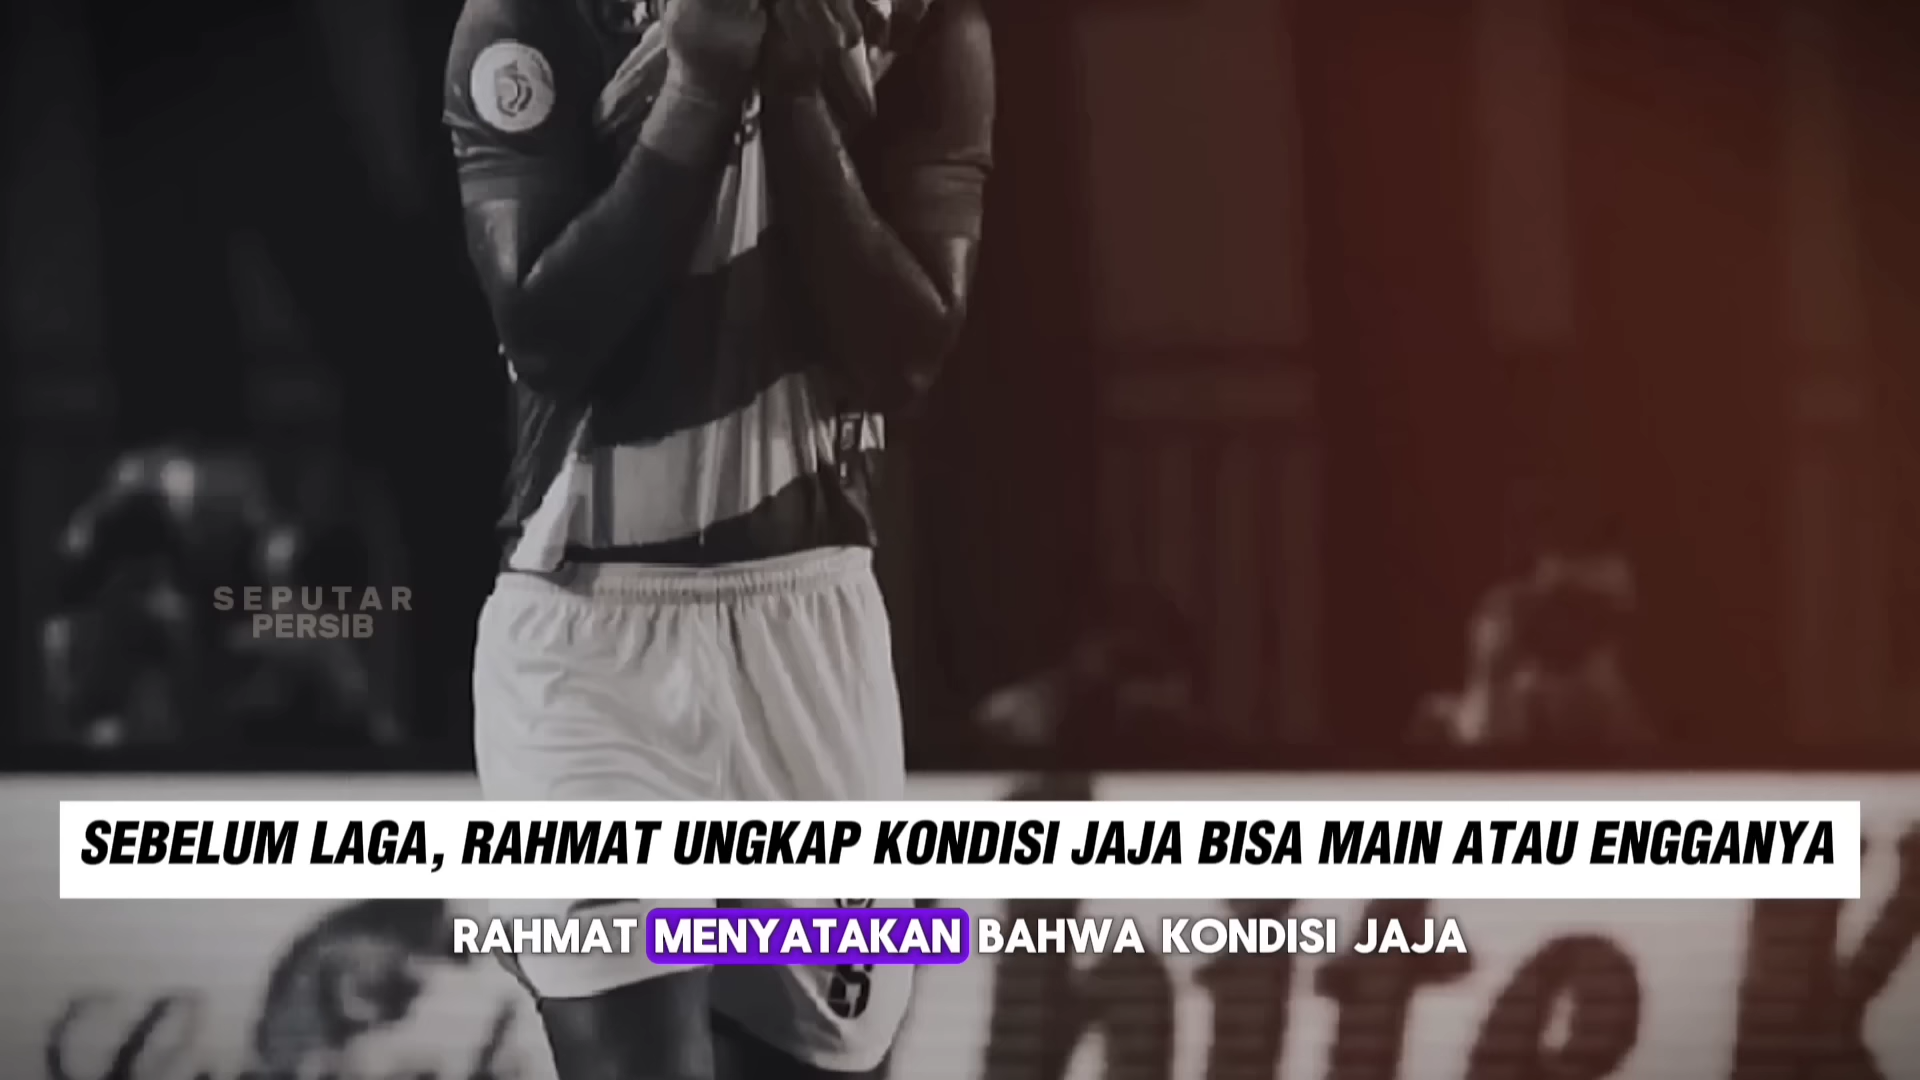 SEPUTAR
PERSIB
SEBELUM LAGA, RAHMAT UNGKAP KONDISI JAJA BISA MAIN ATAU ENGGANYA
RAHMAT MENYATAKAN BAHWA KONDISI JAJA